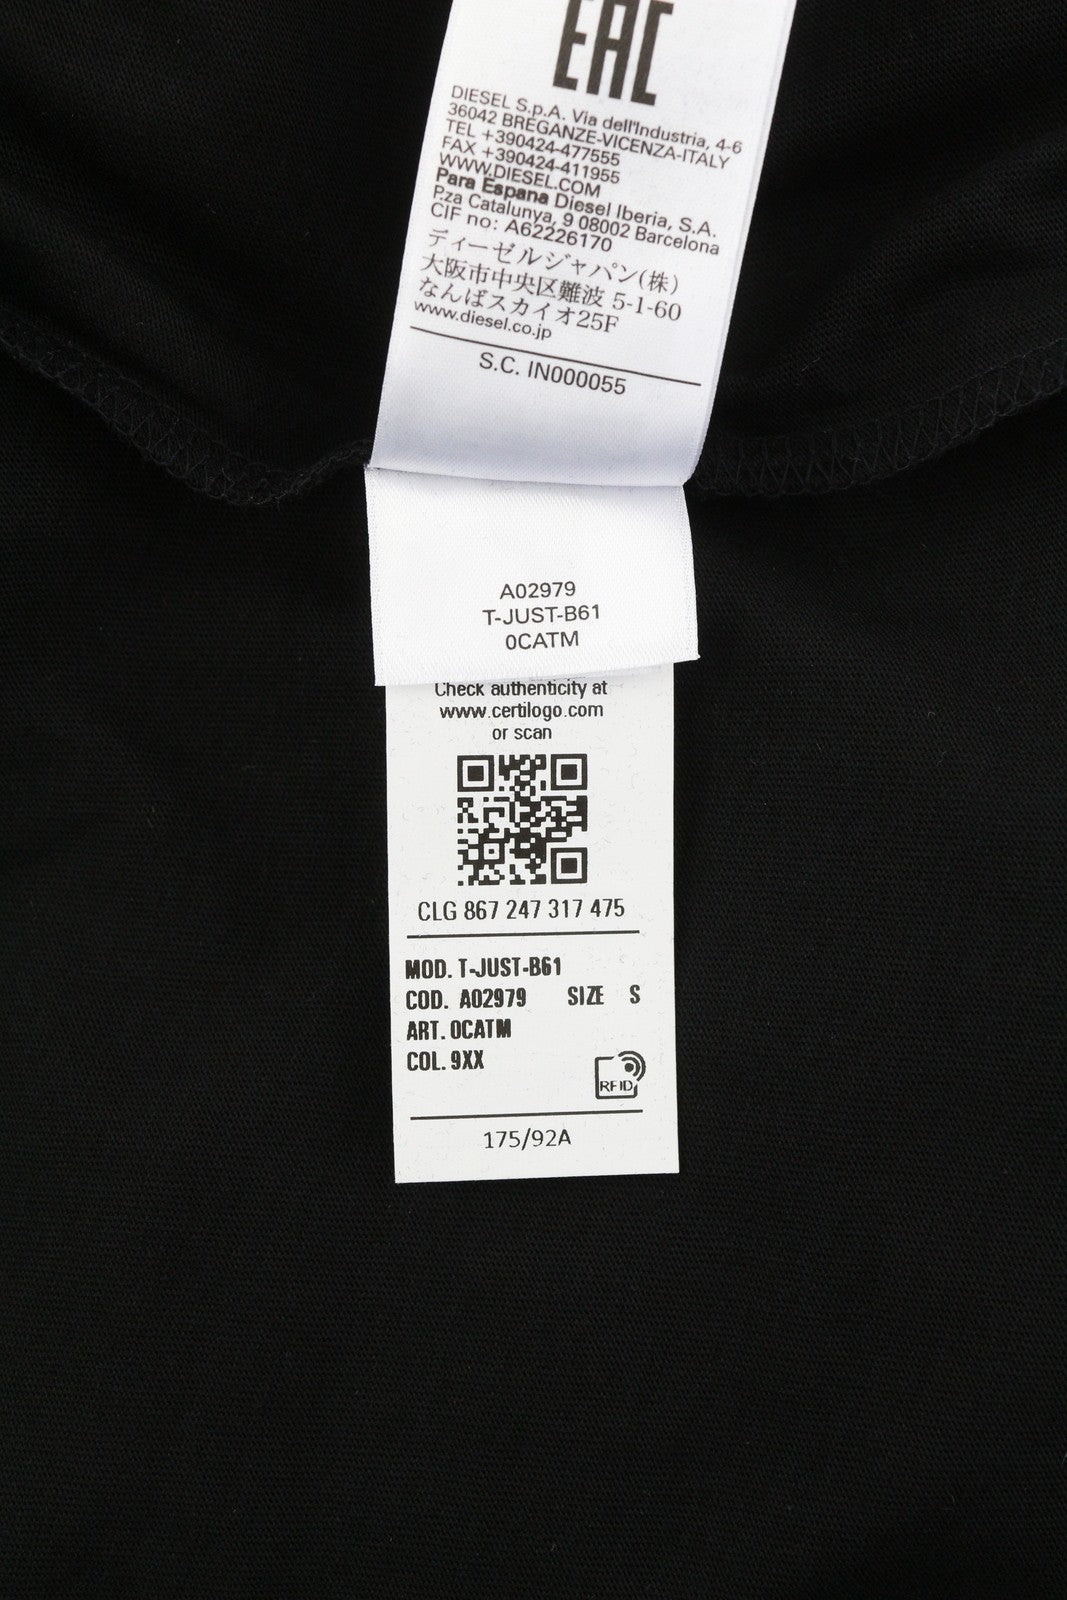 EAC
DIESEL S.p.A. Via dell'Industria, 4-6
36042 BREGANZE-VICENZA-ITALY
TEL +390424-477555
FAX +390424-411955
WWW.DIESEL.COM
Para Espana Diesel Iberia, S.A.
P.za Catalunya, 9 08002 Barcelona
CIF no: A62226170
ディーゼルジャパン(株)
大阪市中央区難波 5-1-60
なんばスカイオ25F
www.diesel.co.jp
S.C. IN000055
A02979
T-JUST-B61
0CATM
Check authenticity at
www.certilogo.com
or scan
CLG 867 247 317 475
MOD. T-JUST-B61
COD. A02979 SIZE S
ART. 0CATM
COL. 9XX
RFID
175/92A